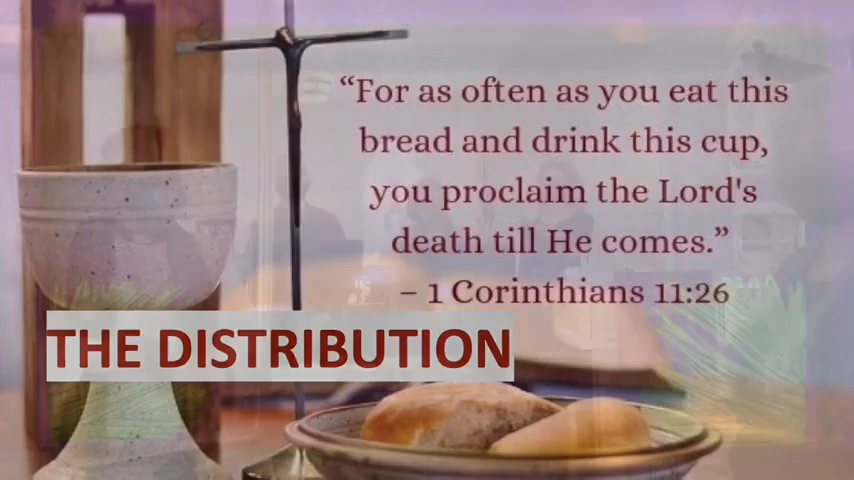 “For as often as you eat this
bread and drink this cup,
you proclaim the Lord's
death till He comes.”
– 1 Corinthians 11:26
THE DISTRIBUTION